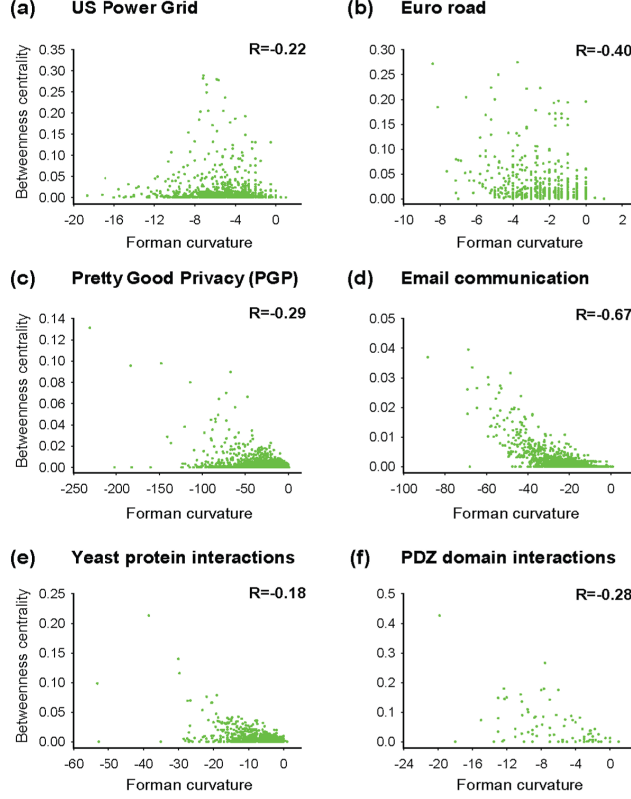 (a) US Power Grid
R=-0.22
Betweenness centrality
0.35
0.30
0.25
0.20
0.15
0.10
0.05
0.00
-20 -16 -12 -8 -4 0
Forman curvature
(b) Euro road
R=-0.40
0.30
0.25
0.20
0.15
0.10
0.05
0.00
-10 -8 -6 -4 -2 0 2
Forman curvature
(c) Pretty Good Privacy (PGP)
R=-0.29
Betweenness centrality
0.14
0.12
0.10
0.08
0.06
0.04
0.02
0.00
-250 -200 -150 -100 -50 0
Forman curvature
(d) Email communication
R=-0.67
0.05
0.04
0.03
0.02
0.01
0.00
-100 -80 -60 -40 -20 0
Forman curvature
(e) Yeast protein interactions
R=-0.18
Betweenness centrality
0.25
0.20
0.15
0.10
0.05
0.00
-60 -50 -40 -30 -20 -10 0
Forman curvature
(f) PDZ domain interactions
R=-0.28
0.5
0.4
0.3
0.2
0.1
0.0
-24 -20 -16 -12 -8 -4 0
Forman curvature